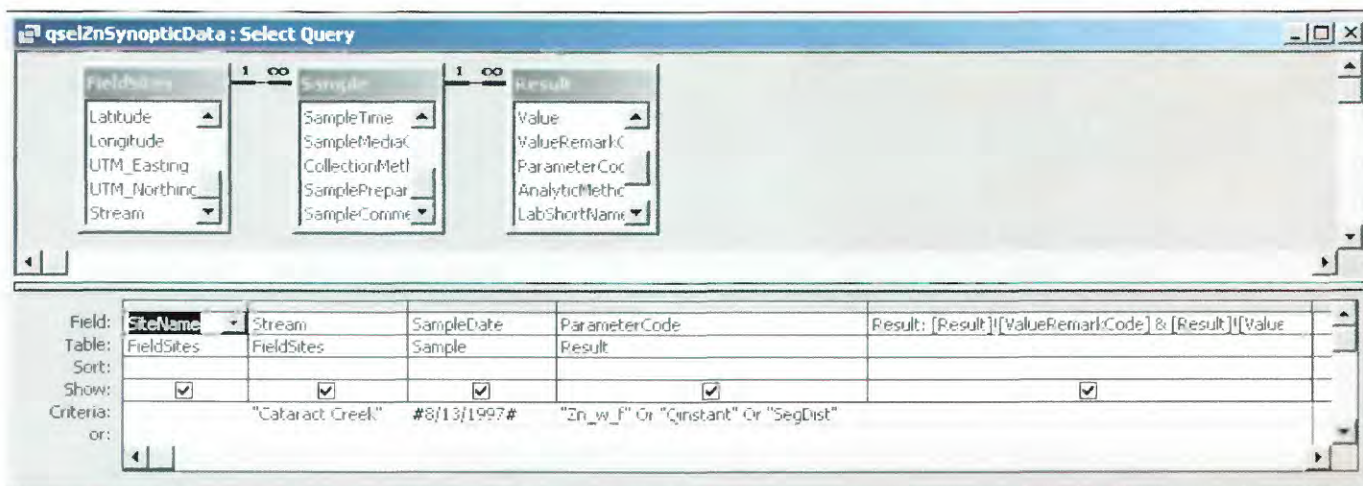 qselZnSynopticData : Select Query
FieldSites 1 ∞ Sample 1 ∞ Result
Latitude
Longitude
UTM_Easting
UTM_Northing
Stream
SampleTime
SampleMediaC
CollectionMetl
SamplePrepar
SampleComme
Value
ValueRemarkC
ParameterCoc
AnalyticMethc
LabShortName
Field: SiteName Stream SampleDate ParameterCode Result: [Result]![ValueRemarkCode] & [Result]![Value
Table: FieldSites FieldSites Sample Result
Sort:
Show:
Criteria: "Cataract Creek" #8/13/1997# "Zn_w_f" Or "Qinstant" Or "SegDist"
or: